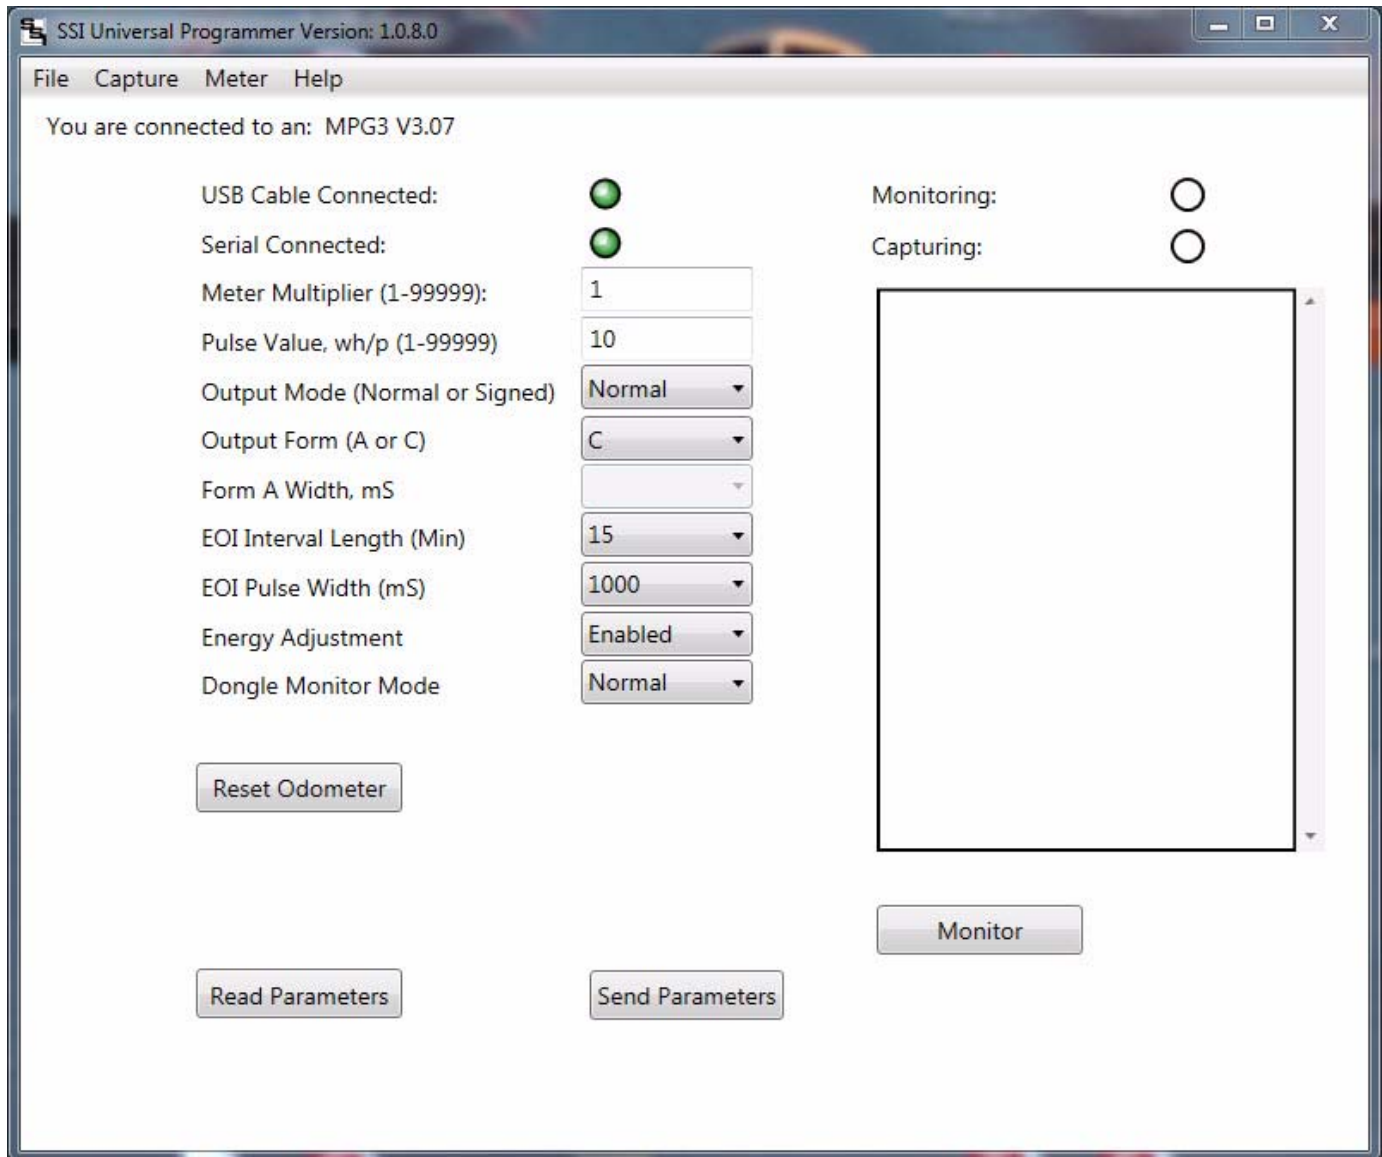 SSI Universal Programmer Version: 1.0.8.0
File Capture Meter Help
You are connected to an: MPG3 V3.07
USB Cable Connected:
Serial Connected:
Meter Multiplier (1-99999): 1
Pulse Value, wh/p (1-99999) 10
Output Mode (Normal or Signed) Normal
Output Form (A or C) C
Form A Width, mS
EOI Interval Length (Min) 15
EOI Pulse Width (mS) 1000
Energy Adjustment Enabled
Dongle Monitor Mode Normal
Reset Odometer
Read Parameters
Send Parameters
Monitoring:
Capturing:
Monitor